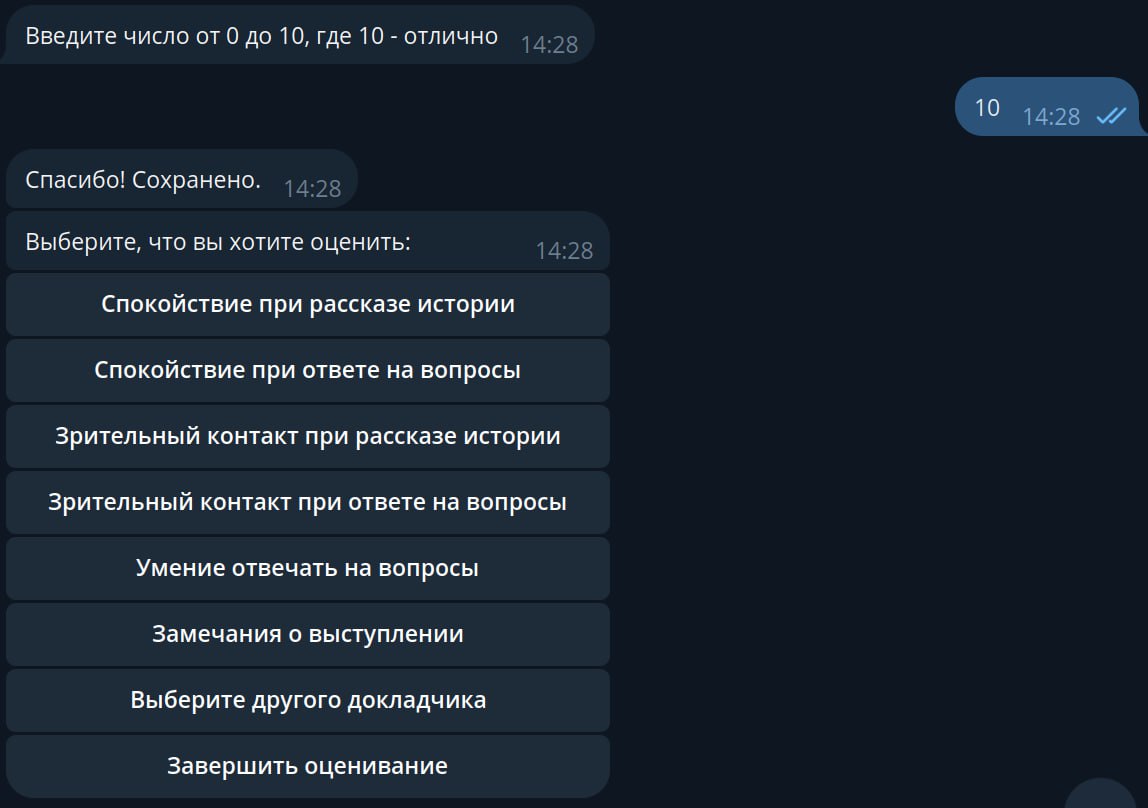 Введите число от 0 до 10, где 10 - отлично 14:28
10 14:28
Спасибо! Сохранено. 14:28
Выберите, что вы хотите оценить: 14:28
Спокойствие при рассказе истории
Спокойствие при ответе на вопросы
Зрительный контакт при рассказе истории
Зрительный контакт при ответе на вопросы
Умение отвечать на вопросы
Замечания о выступлении
Выберите другого докладчика
Завершить оценивание